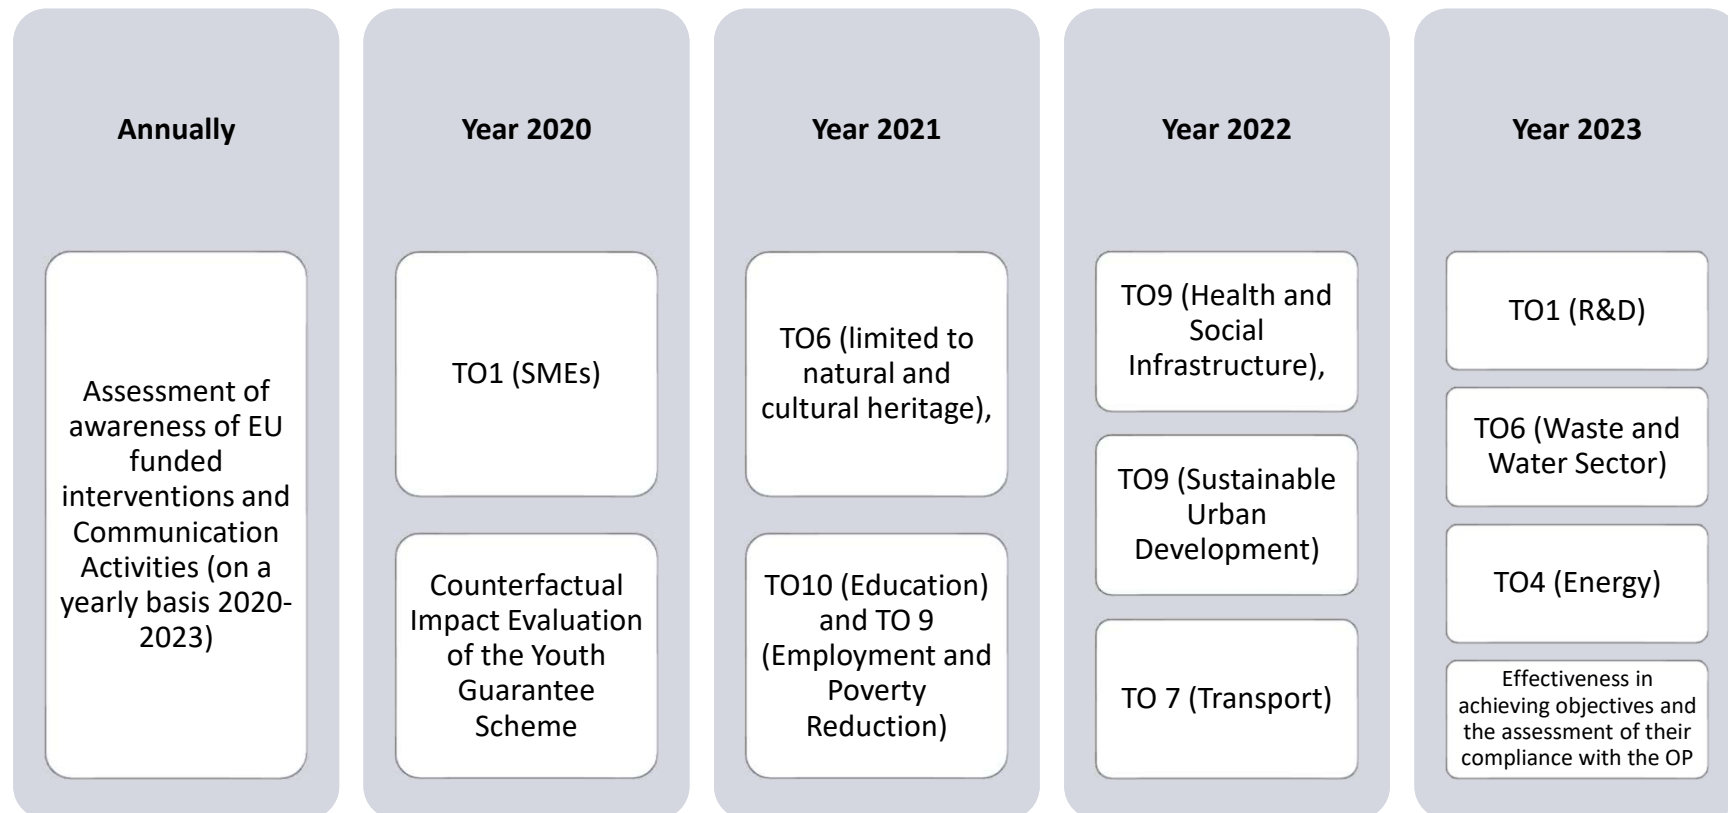 Annually
Assessment of
awareness of EU
funded
interventions and
Communication
Activities (on a
yearly basis 2020-
2023)
Year 2020
TO1 (SMEs)
Counterfactual
Impact Evaluation
of the Youth
Guarantee
Scheme
Year 2021
TO6 (limited to
natural and
cultural heritage),
TO10 (Education)
and TO 9
(Employment and
Poverty
Reduction)
Year 2022
TO9 (Health and
Social
Infrastructure),
TO9 (Sustainable
Urban
Development)
TO 7 (Transport)
Year 2023
TO1 (R&D)
TO6 (Waste and
Water Sector)
TO4 (Energy)
Effectiveness in
achieving objectives and
the assessment of their
compliance with the OP